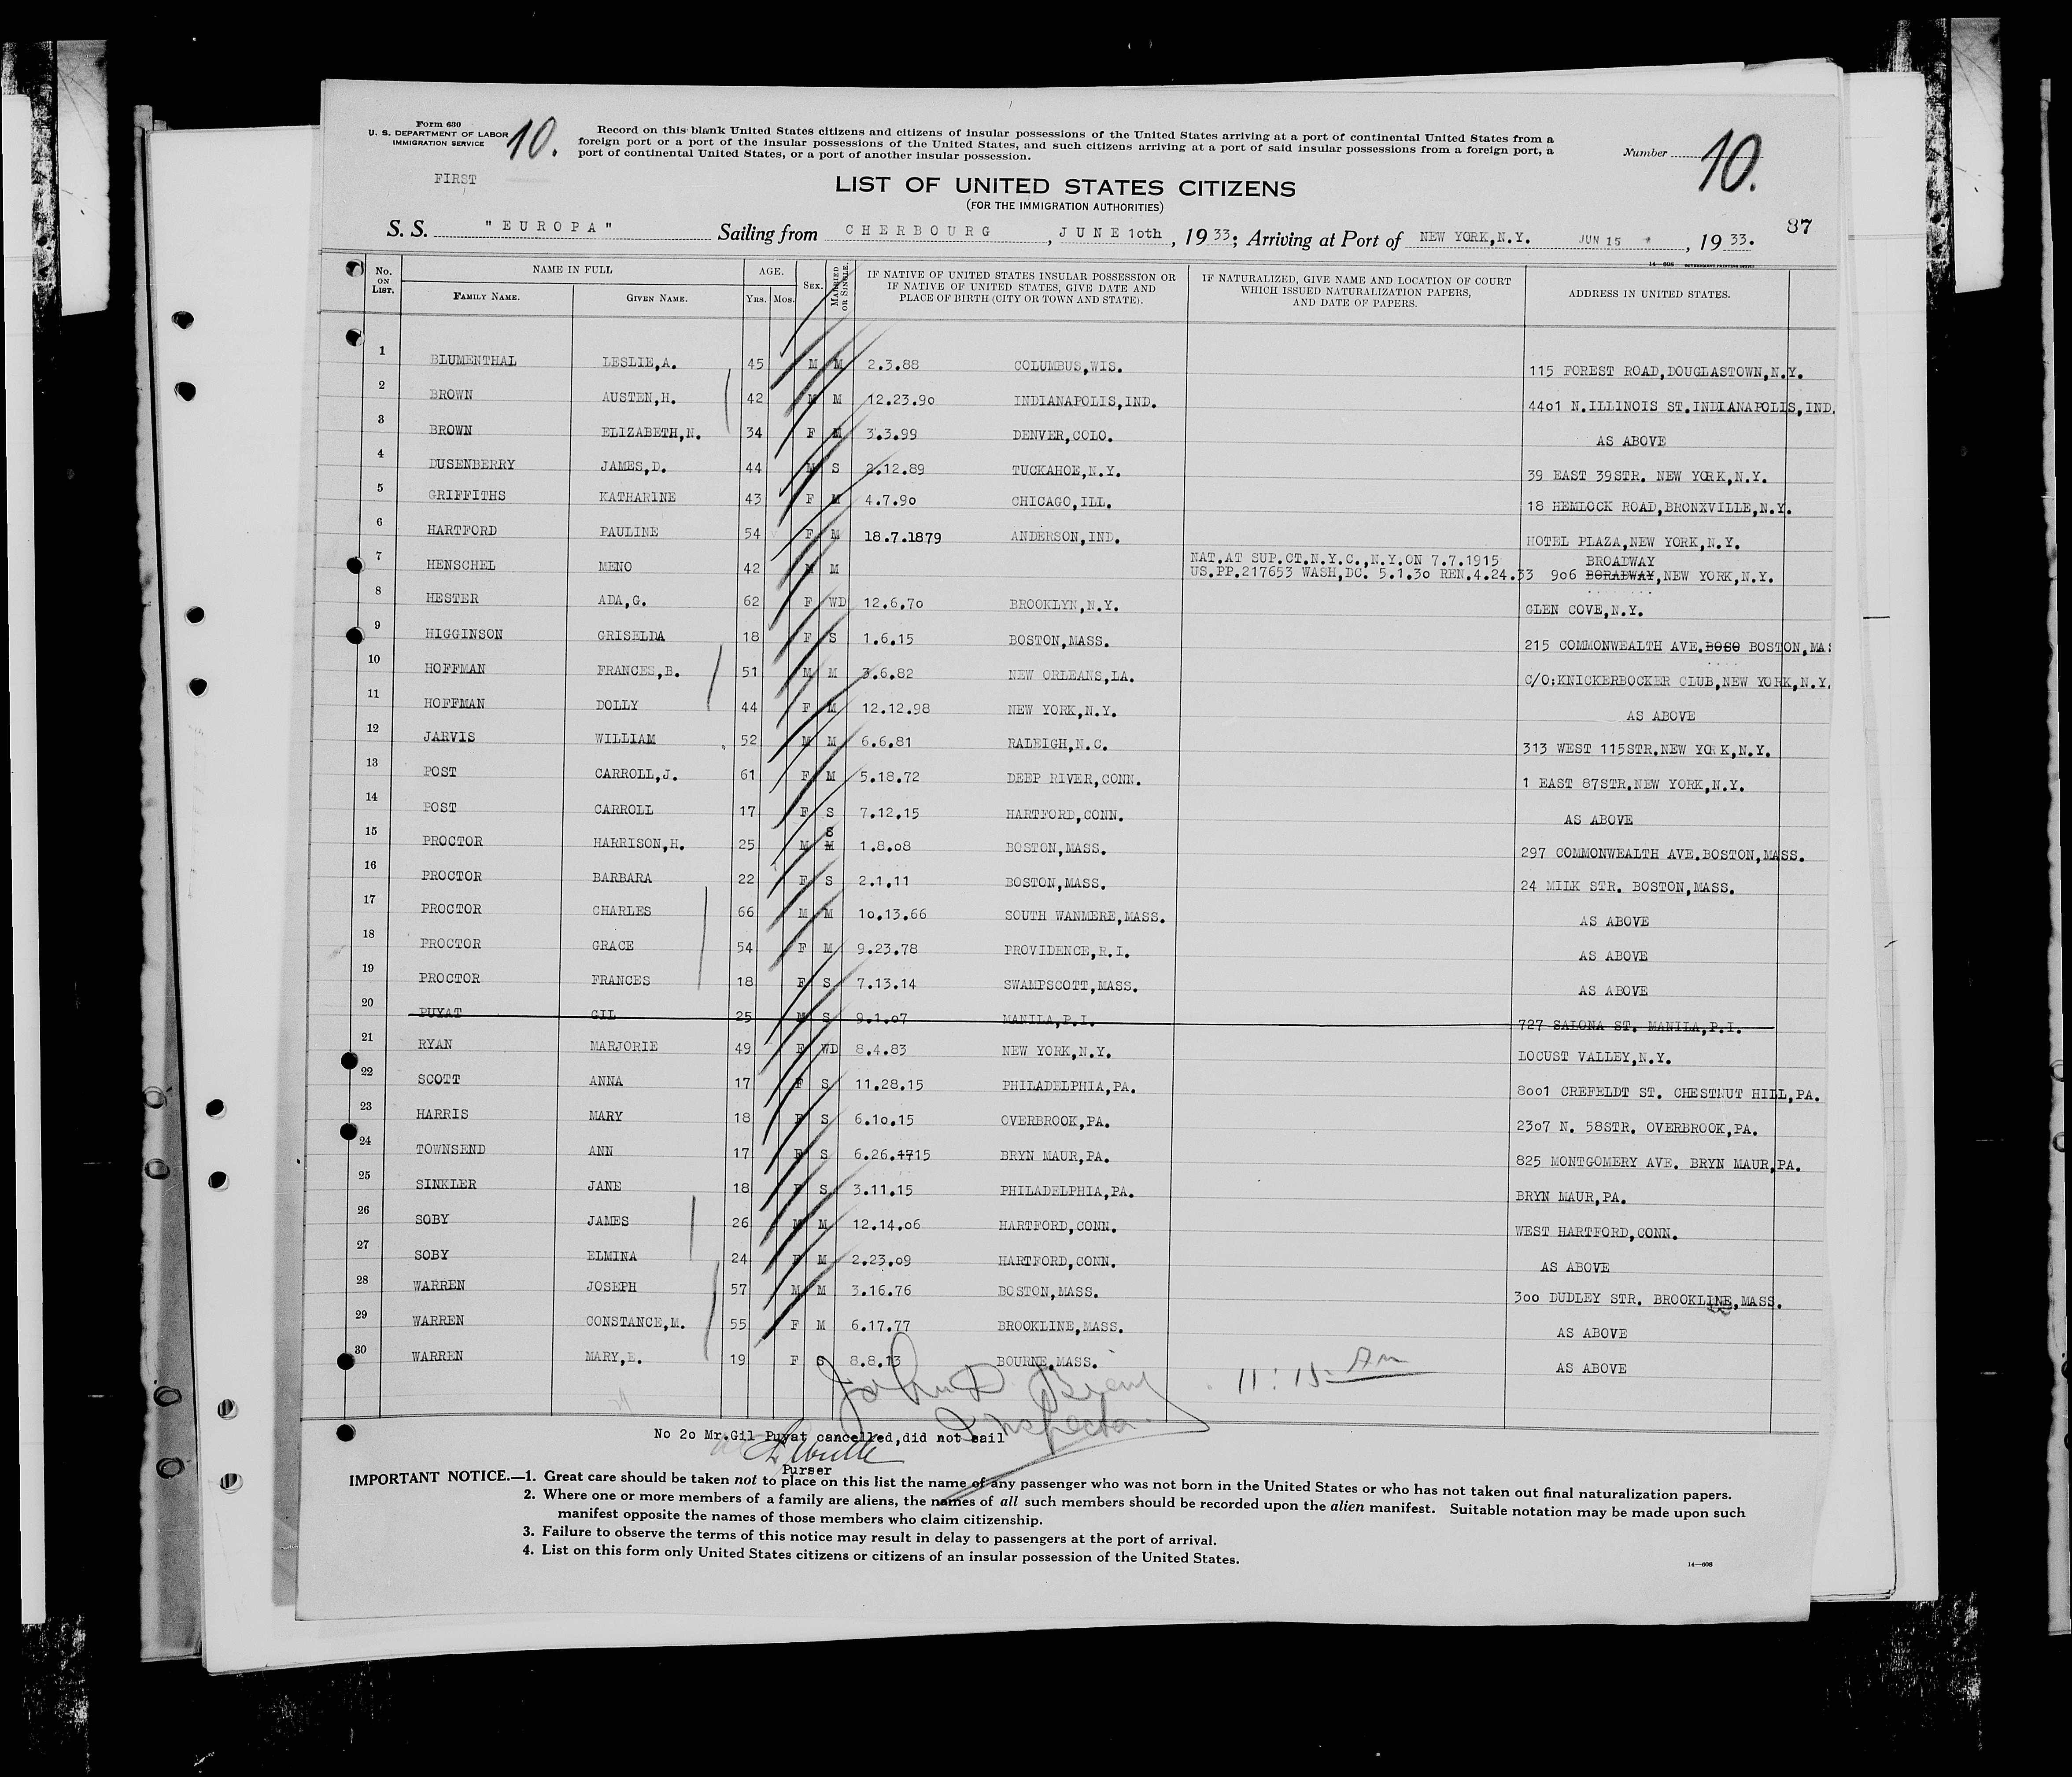 Form 630
U. S. DEPARTMENT OF LABOR
IMMIGRATION SERVICE
10.
Record on this blank United States citizens and citizens of insular possessions of the United States arriving at a port of continental United States from a
foreign port or a port of the insular possessions of the United States, and such citizens arriving at a port of said insular possessions from a foreign port, a
port of continental United States, or a port of another insular possession.
Number 10.
FIRST
LIST OF UNITED STATES CITIZENS
(FOR THE IMMIGRATION AUTHORITIES)
87
S. S. "EUROPA" Sailing from CHERBOURG, JUNE 10th, 1933; Arriving at Port of NEW YORK,N.Y. JUN 15, 1933.
14—608 GOVERNMENT PRINTING OFFICE
No. ON LIST. NAME IN FULL FAMILY NAME. GIVEN NAME. AGE. Yrs. Mos. SEX. MARRIED OR SINGLE. IF NATIVE OF UNITED STATES INSULAR POSSESSION OR IF NATIVE OF UNITED STATES, GIVE DATE AND PLACE OF BIRTH (CITY OR TOWN AND STATE). IF NATURALIZED, GIVE NAME AND LOCATION OF COURT WHICH ISSUED NATURALIZATION PAPERS, AND DATE OF PAPERS. ADDRESS IN UNITED STATES.
1 BLUMENTHAL LESLIE,A. 45 M M 2.3.88 COLUMBUS,WIS. 115 FOREST ROAD,DOUGLASTOWN,N.Y.
2 BROWN AUSTEN,H. 42 M M 12.23.90 INDIANAPOLIS,IND. 4401 N.ILLINOIS ST.INDIANAPOLIS,IND.
3 BROWN ELIZABETH,N. 34 F M 3.3.99 DENVER,COLO. AS ABOVE
4 DUSENBERRY JAMES,D. 44 M S 2.12.89 TUCKAHOE,N.Y. 39 EAST 39STR. NEW YORK,N.Y.
5 GRIFFITHS KATHARINE 43 F M 4.7.90 CHICAGO,ILL. 18 HEMLOCK ROAD,BRONXVILLE,N.Y.
6 HARTFORD PAULINE 54 F M 18.7.1879 ANDERSON,IND. HOTEL PLAZA,NEW YORK,N.Y.
7 HENSCHEL MENO 42 M M NAT.AT SUP.CT.N.Y.C.,N.Y.ON 7.7.1915 US.PP.217653 WASH,DC. 5.1.30 REN.4.24.33 BROADWAY 906 BORADWAY,NEW YORK,N.Y.
8 HESTER ADA,G. 62 F WD 12.6.70 BROOKLYN,N.Y. GLEN COVE,N.Y.
9 HIGGINSON GRISELDA 18 F S 1.6.15 BOSTON,MASS. 215 COMMONWEALTH AVE.BOSO BOSTON,MAS
10 HOFFMAN FRANCES,B. 51 M M 3.6.82 NEW ORLEANS,LA. C/O:KNICKERBOCKER CLUB,NEW YORK,N.Y.
11 HOFFMAN DOLLY 44 F M 12.12.98 NEW YORK,N.Y. AS ABOVE
12 JARVIS WILLIAM 52 M M 6.6.81 RALEIGH,N.C. 313 WEST 115STR.NEW YORK,N.Y.
13 POST CARROLL,J. 61 F M 5.18.72 DEEP RIVER,CONN. 1 EAST 87STR.NEW YORK,N.Y.
14 POST CARROLL 17 F S 7.12.15 HARTFORD,CONN. AS ABOVE
15 PROCTOR HARRISON,H. 25 M M S 1.8.08 BOSTON,MASS. 297 COMMONWEALTH AVE.BOSTON,MASS.
16 PROCTOR BARBARA 22 F S 2.1.11 BOSTON,MASS. 24 MILK STR. BOSTON,MASS.
17 PROCTOR CHARLES 66 M M 10.13.66 SOUTH WANMERE,MASS. AS ABOVE
18 PROCTOR GRACE 54 F M 9.23.78 PROVIDENCE,R.I. AS ABOVE
19 PROCTOR FRANCES 18 F S 7.13.14 SWAMPSCOTT,MASS. AS ABOVE
20 PUYAT GIL 25 M S 9.1.07 MANILA,P.I. 727 SALONA ST. MANILA,P.I.
21 RYAN MARJORIE 49 F WD 8.4.83 NEW YORK,N.Y. LOCUST VALLEY,N.Y.
22 SCOTT ANNA 17 F S 11.28.15 PHILADELPHIA,PA. 8001 CREFELDT ST. CHESTNUT HILL,PA.
23 HARRIS MARY 18 F S 6.10.15 OVERBROOK,PA. 2307 N. 58STR. OVERBROOK,PA.
24 TOWNSEND ANN 17 F S 6.26.1715 BRYN MAUR,PA. 825 MONTGOMERY AVE. BRYN MAUR,PA.
25 SINKLER JANE 18 F S 3.11.15 PHILADELPHIA,PA. BRYN MAUR,PA.
26 SOBY JAMES 26 M M 12.14.06 HARTFORD,CONN. WEST HARTFORD,CONN.
27 SOBY ELMINA 24 F M 2.23.09 HARTFORD,CONN. AS ABOVE
28 WARREN JOSEPH 57 M M 3.16.76 BOSTON,MASS. 300 DUDLEY STR. BROOKLINE,MASS.
29 WARREN CONSTANCE,M. 55 F M 6.17.77 BROOKLINE,MASS. AS ABOVE
30 WARREN MARY,E. 19 F S 8.8.13 BOURNE,MASS. AS ABOVE
John D
Inspector
11:15 Am
No 20 Mr.Gil Puyat cancelled,did not sail
Purser
IMPORTANT NOTICE.—1. Great care should be taken not to place on this list the name of any passenger who was not born in the United States or who has not taken out final naturalization papers.
2. Where one or more members of a family are aliens, the names of all such members should be recorded upon the alien manifest. Suitable notation may be made upon such
manifest opposite the names of those members who claim citizenship.
3. Failure to observe the terms of this notice may result in delay to passengers at the port of arrival.
4. List on this form only United States citizens or citizens of an insular possession of the United States.
14—608